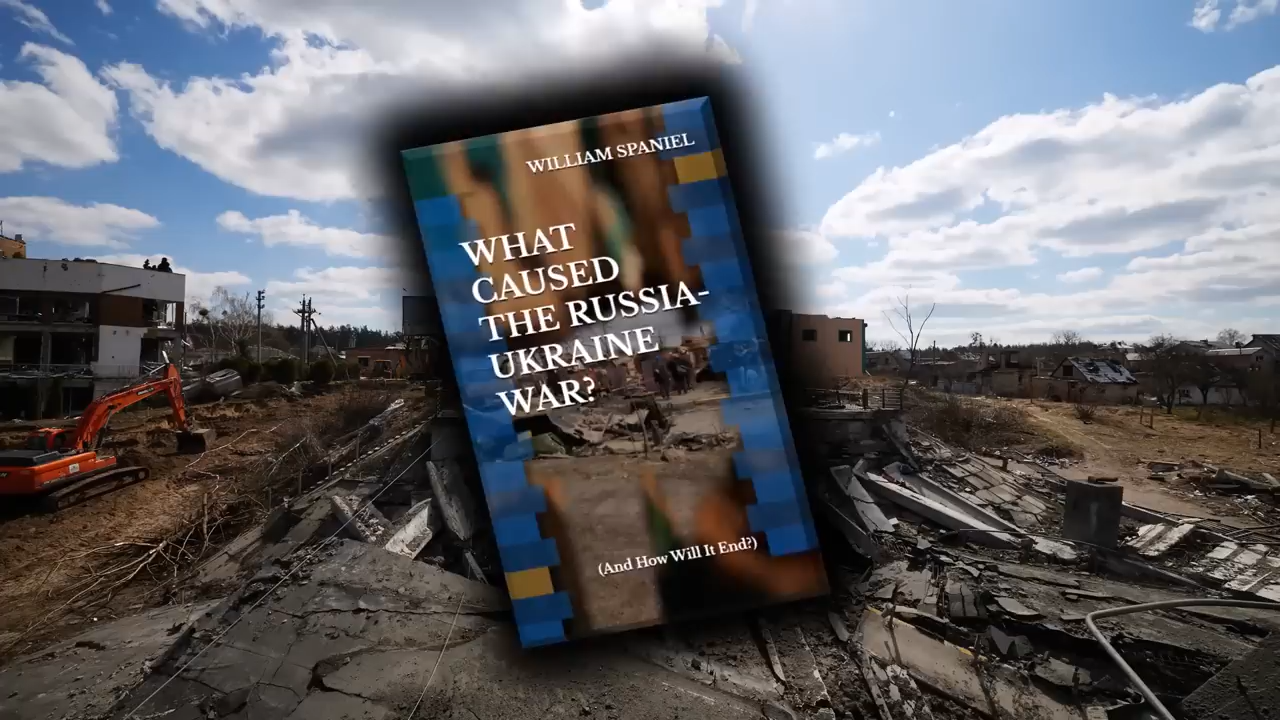 WILLIAM SPANIEL
WHAT
CAUSED
THE RUSSIA-
UKRAINE
WAR?
(And How Will It End?)